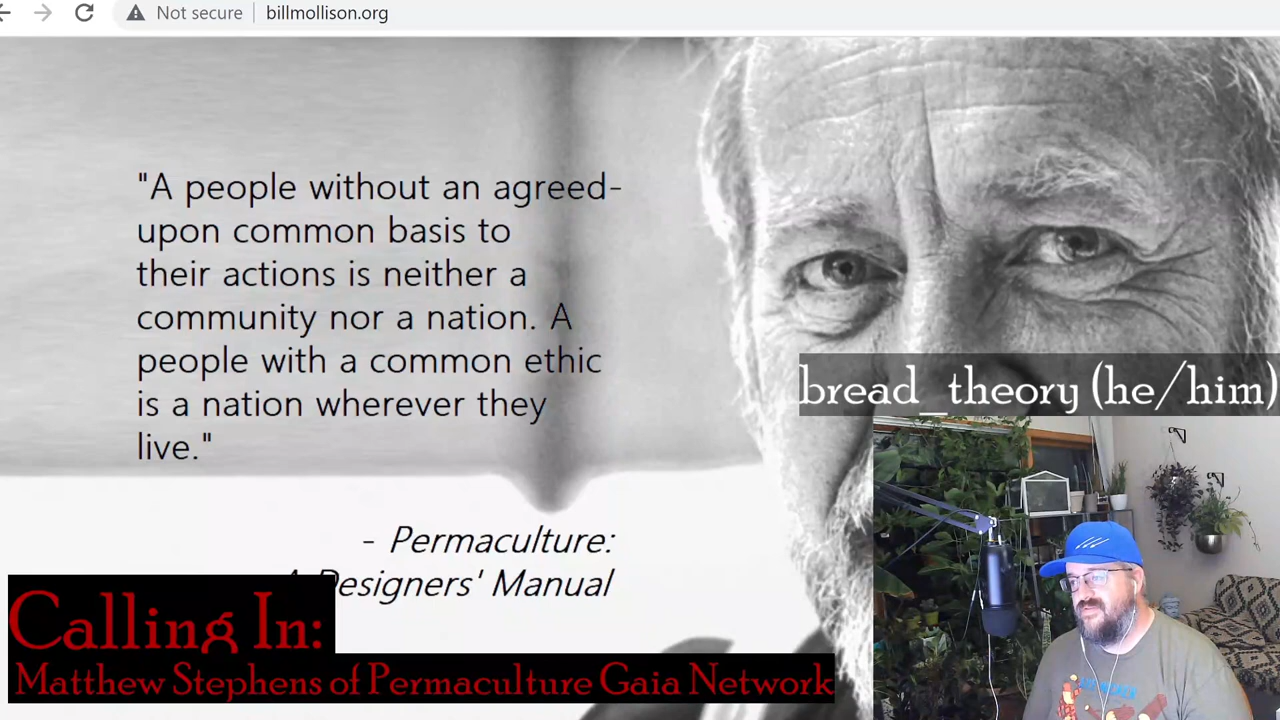 Not secure
billmollison.org
"A people without an agreed-
upon common basis to
their actions is neither a
community nor a nation. A
people with a common ethic
is a nation wherever they
live."
- Permaculture:
A Designers' Manual
bread_theory (he/him)
Calling In:
Matthew Stephens of Permaculture Gaia Network